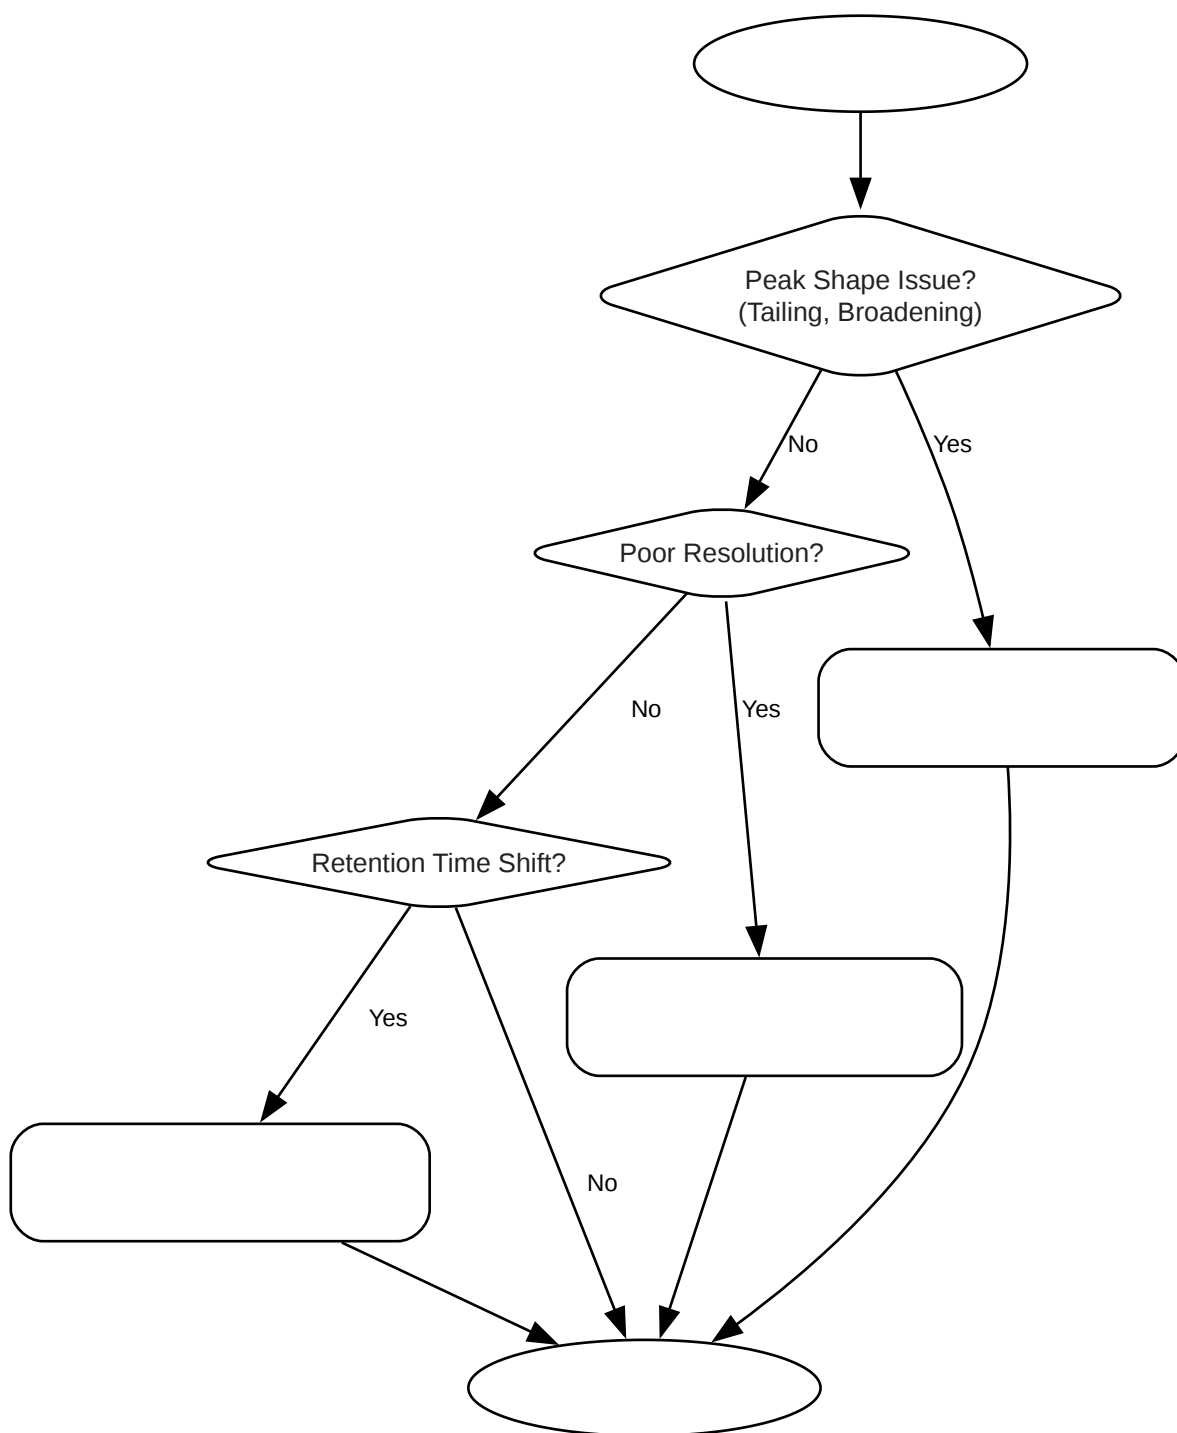 Peak Shape Issue?
(Tailing, Broadening)
No
Yes
Poor Resolution?
No
Yes
Retention Time Shift?
Yes
No